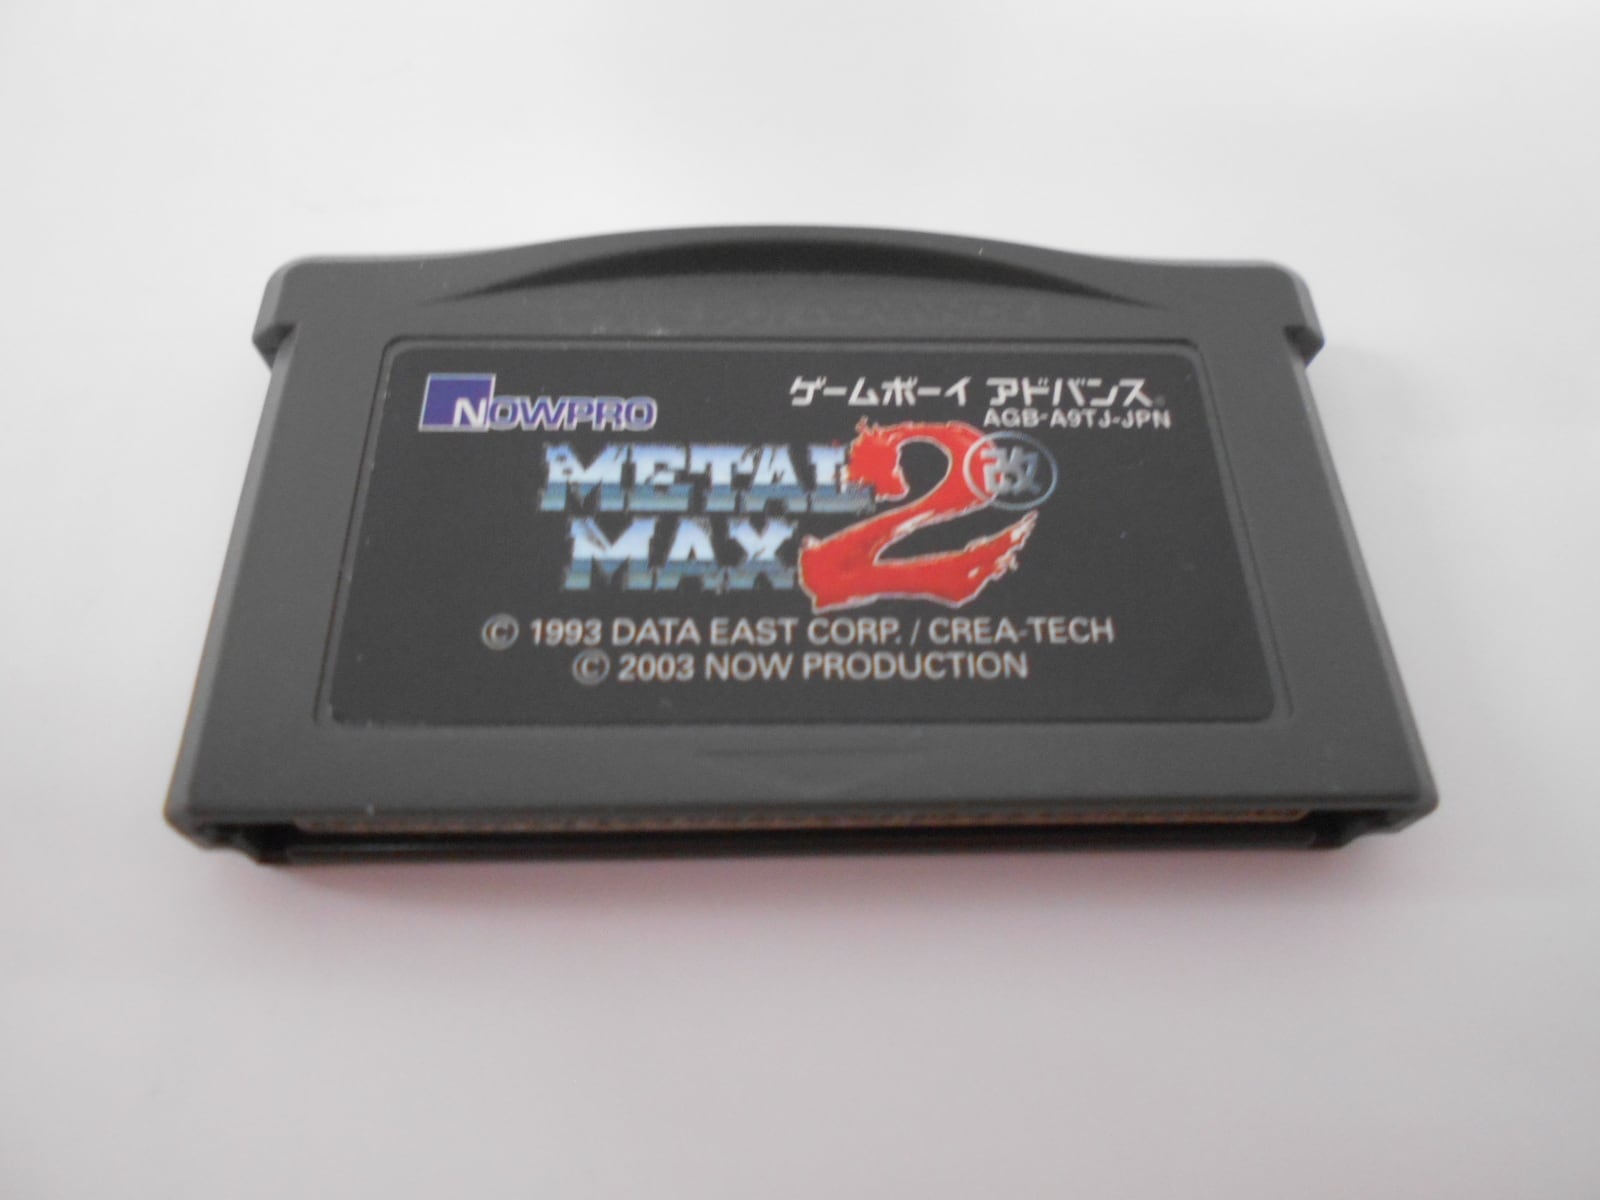 NOWPRO
ゲームボーイ アドバンス
AGB-A9TJ-JPN
METAL
MAX 2 改
© 1993 DATA EAST CORP. / CREA-TECH
© 2003 NOW PRODUCTION